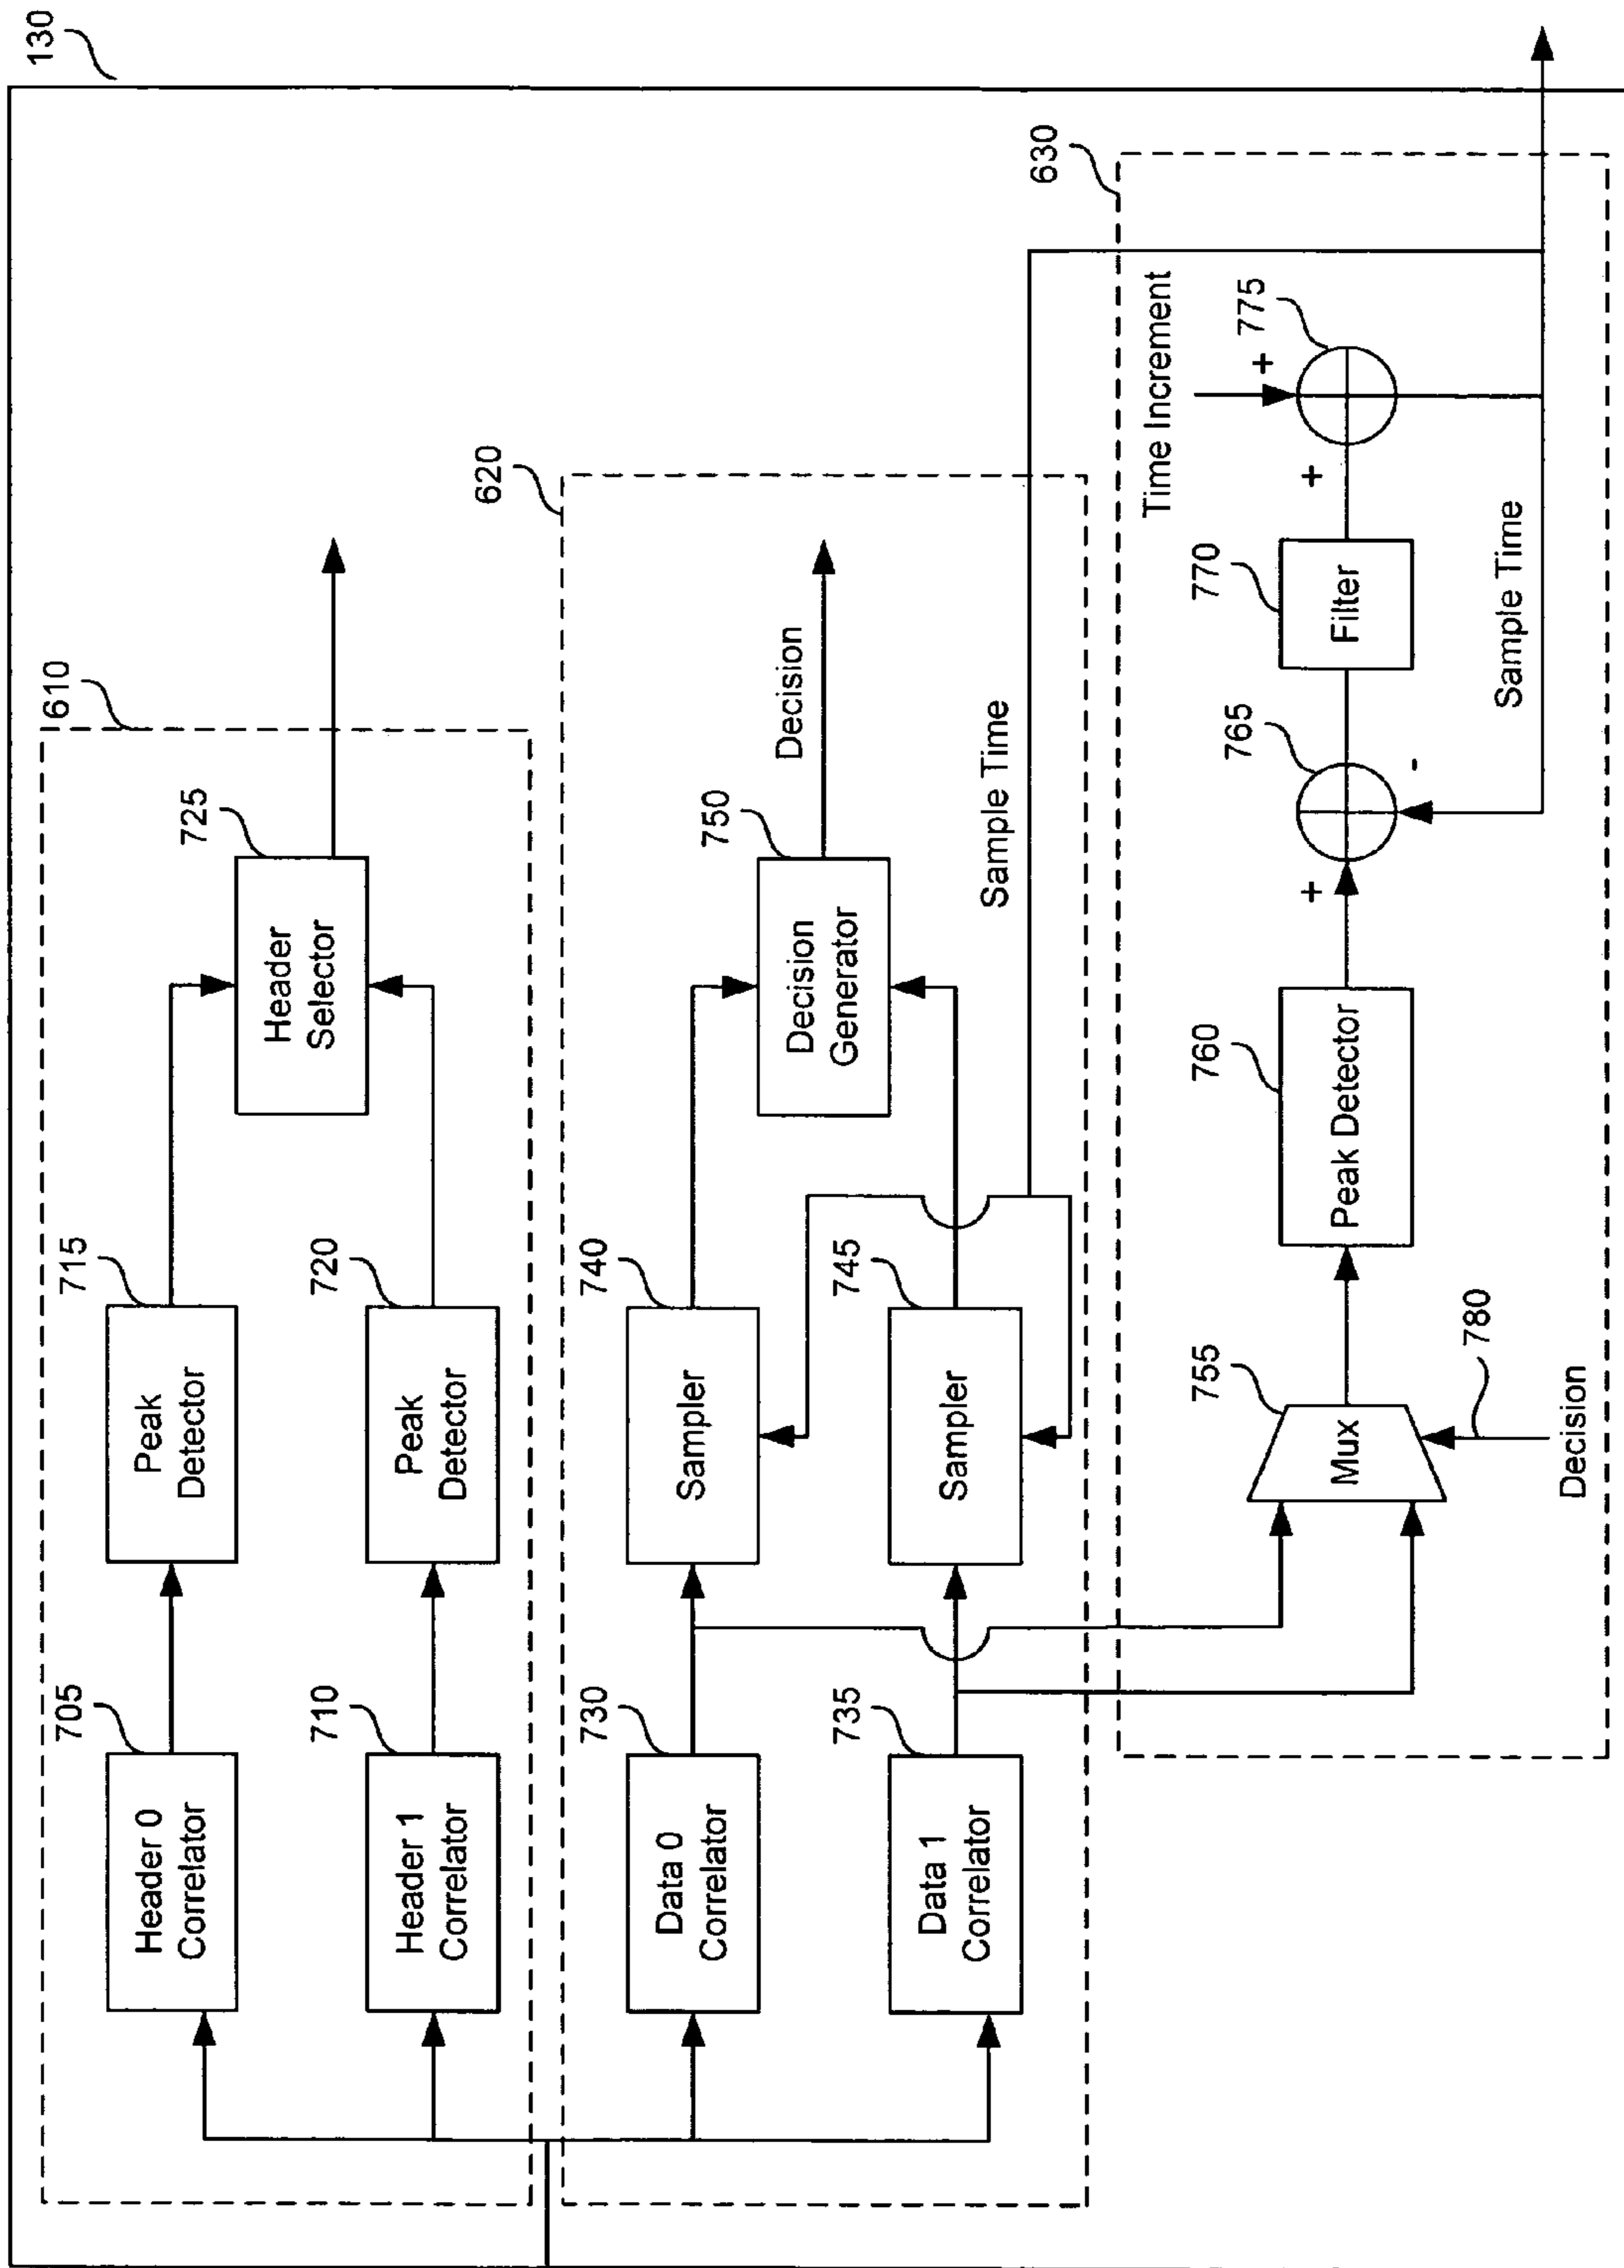 130
610
705
Header 0
Correlator
715
Peak
Detector
725
Header
Selector
710
Header 1
Correlator
720
Peak
Detector
620
730
Data 0
Correlator
740
Sampler
750
Decision
Generator
Decision
735
Data 1
Correlator
745
Sampler
Sample Time
630
755
Mux
780
Decision
760
Peak Detector
+
765
-
770
Filter
+
Time Increment
+
775
Sample Time